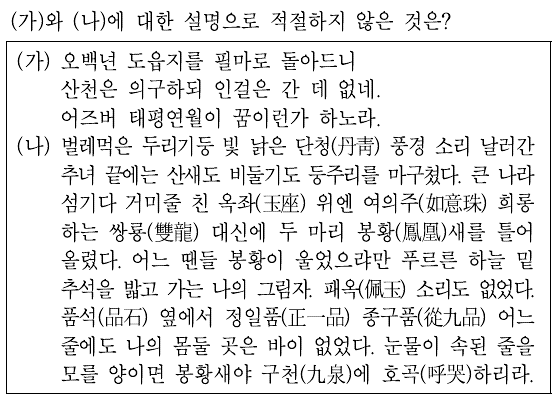 (가)와 (나)에 대한 설명으로 적절하지 않은 것은?
(가) 오백년 도읍지를 필마로 돌아드니
산천은 의구하되 인걸은 간 데 없네.
어즈버 태평연월이 꿈이런가 하노라.
(나) 벌레먹은 두리기둥 빛 낡은 단청(丹靑) 풍경 소리 날러간
추녀 끝에는 산새도 비둘기도 둥주리를 마구쳤다. 큰 나라
섬기다 거미줄 친 옥좌(玉座) 위엔 여의주(如意珠) 희롱
하는 쌍룡(雙龍) 대신에 두 마리 봉황(鳳凰)새를 틀어
올렸다. 어느 땐들 봉황이 울었으랴만 푸르른 하늘 밑
추석을 밟고 가는 나의 그림자. 패옥(佩玉) 소리도 없었다.
품석(品石) 옆에서 정일품(正一品) 종구품(從九品) 어느
줄에도 나의 몸둘 곳은 바이 없었다. 눈물이 속된 줄을
모를 양이면 봉황새야 구천(九泉)에 호곡(呼哭)하리라.